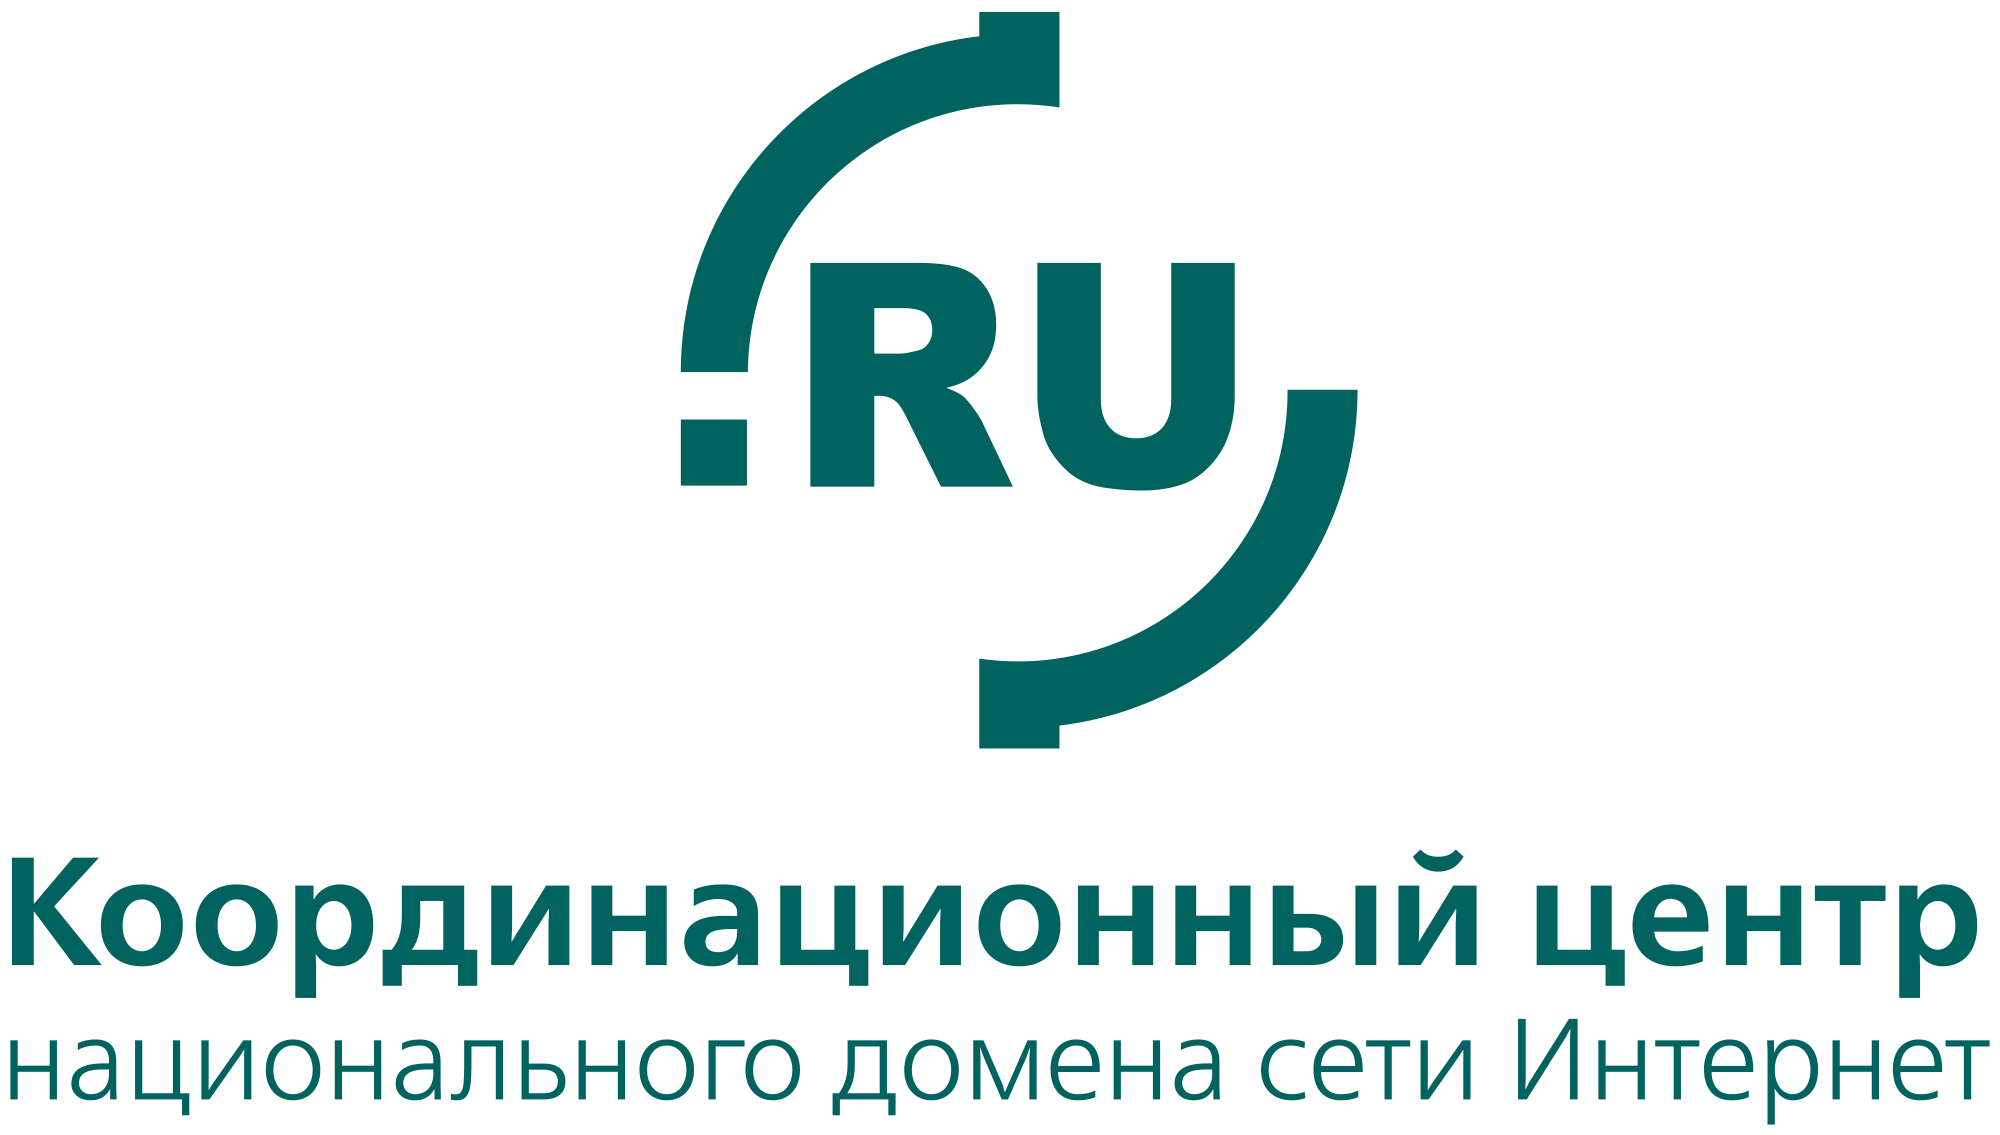 .RU
Координационный центр
национального домена сети Интернет